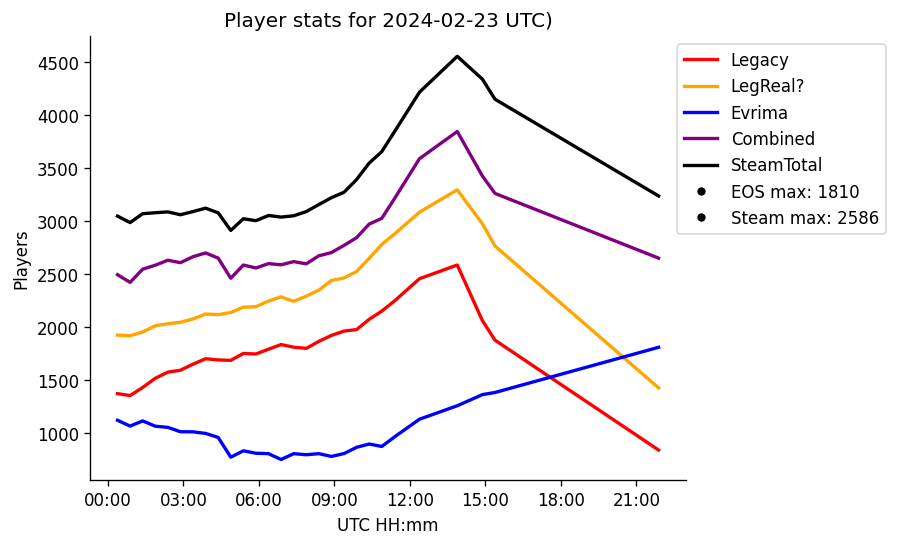 Player stats for 2024-02-23 UTC)
Legacy
LegReal?
Evrima
Combined
SteamTotal
EOS max: 1810
Steam max: 2586
4500
4000
3500
3000
2500
2000
1500
1000
Players
00:00 03:00 06:00 09:00 12:00 15:00 18:00 21:00
UTC HH:mm